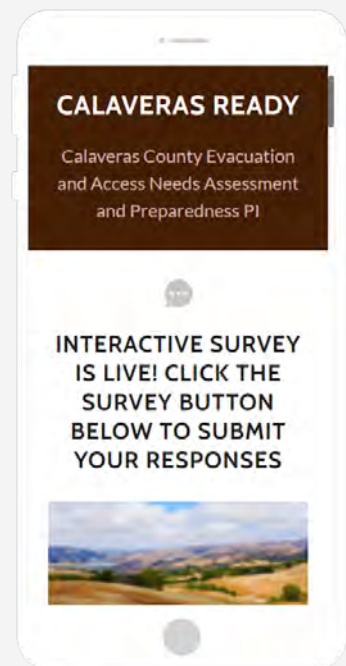 CALAVERAS READY
Calaveras County Evacuation
and Access Needs Assessment
and Preparedness Pl
INTERACTIVE SURVEY
IS LIVE! CLICK THE
SURVEY BUTTON
BELOW TO SUBMIT
YOUR RESPONSES